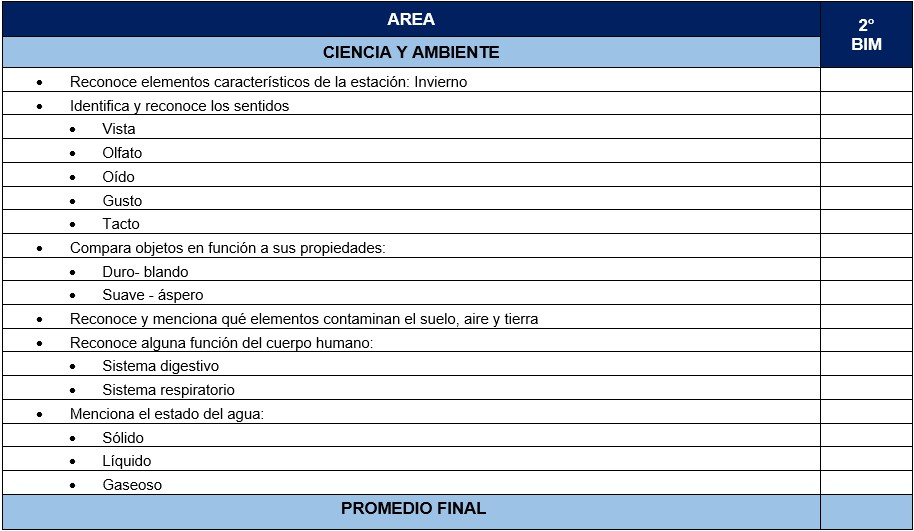 AREA
2°
BIM
CIENCIA Y AMBIENTE
• Reconoce elementos característicos de la estación: Invierno
• Identifica y reconoce los sentidos
• Vista
• Olfato
• Oído
• Gusto
• Tacto
• Compara objetos en función a sus propiedades:
• Duro- blando
• Suave - áspero
• Reconoce y menciona qué elementos contaminan el suelo, aire y tierra
• Reconoce alguna función del cuerpo humano:
• Sistema digestivo
• Sistema respiratorio
• Menciona el estado del agua:
• Sólido
• Líquido
• Gaseoso
PROMEDIO FINAL